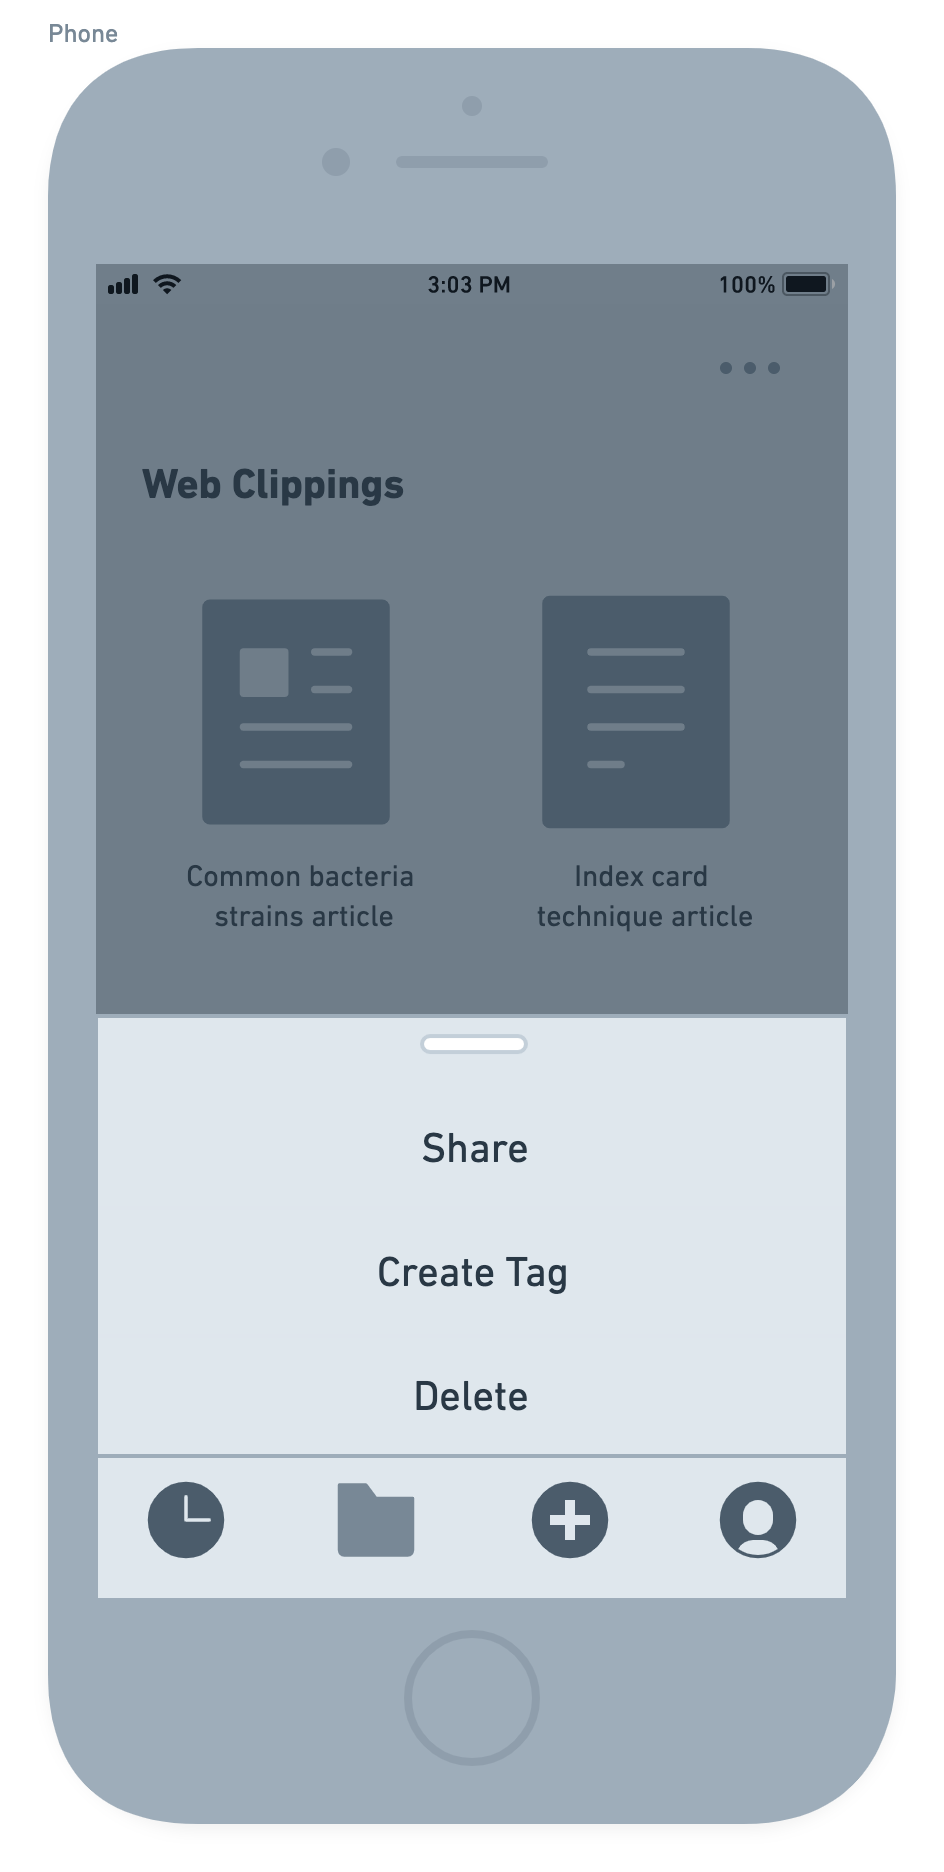 Phone
3:03 PM
100%
Web Clippings
Common bacteria
strains article
Index card
technique article
Share
Create Tag
Delete